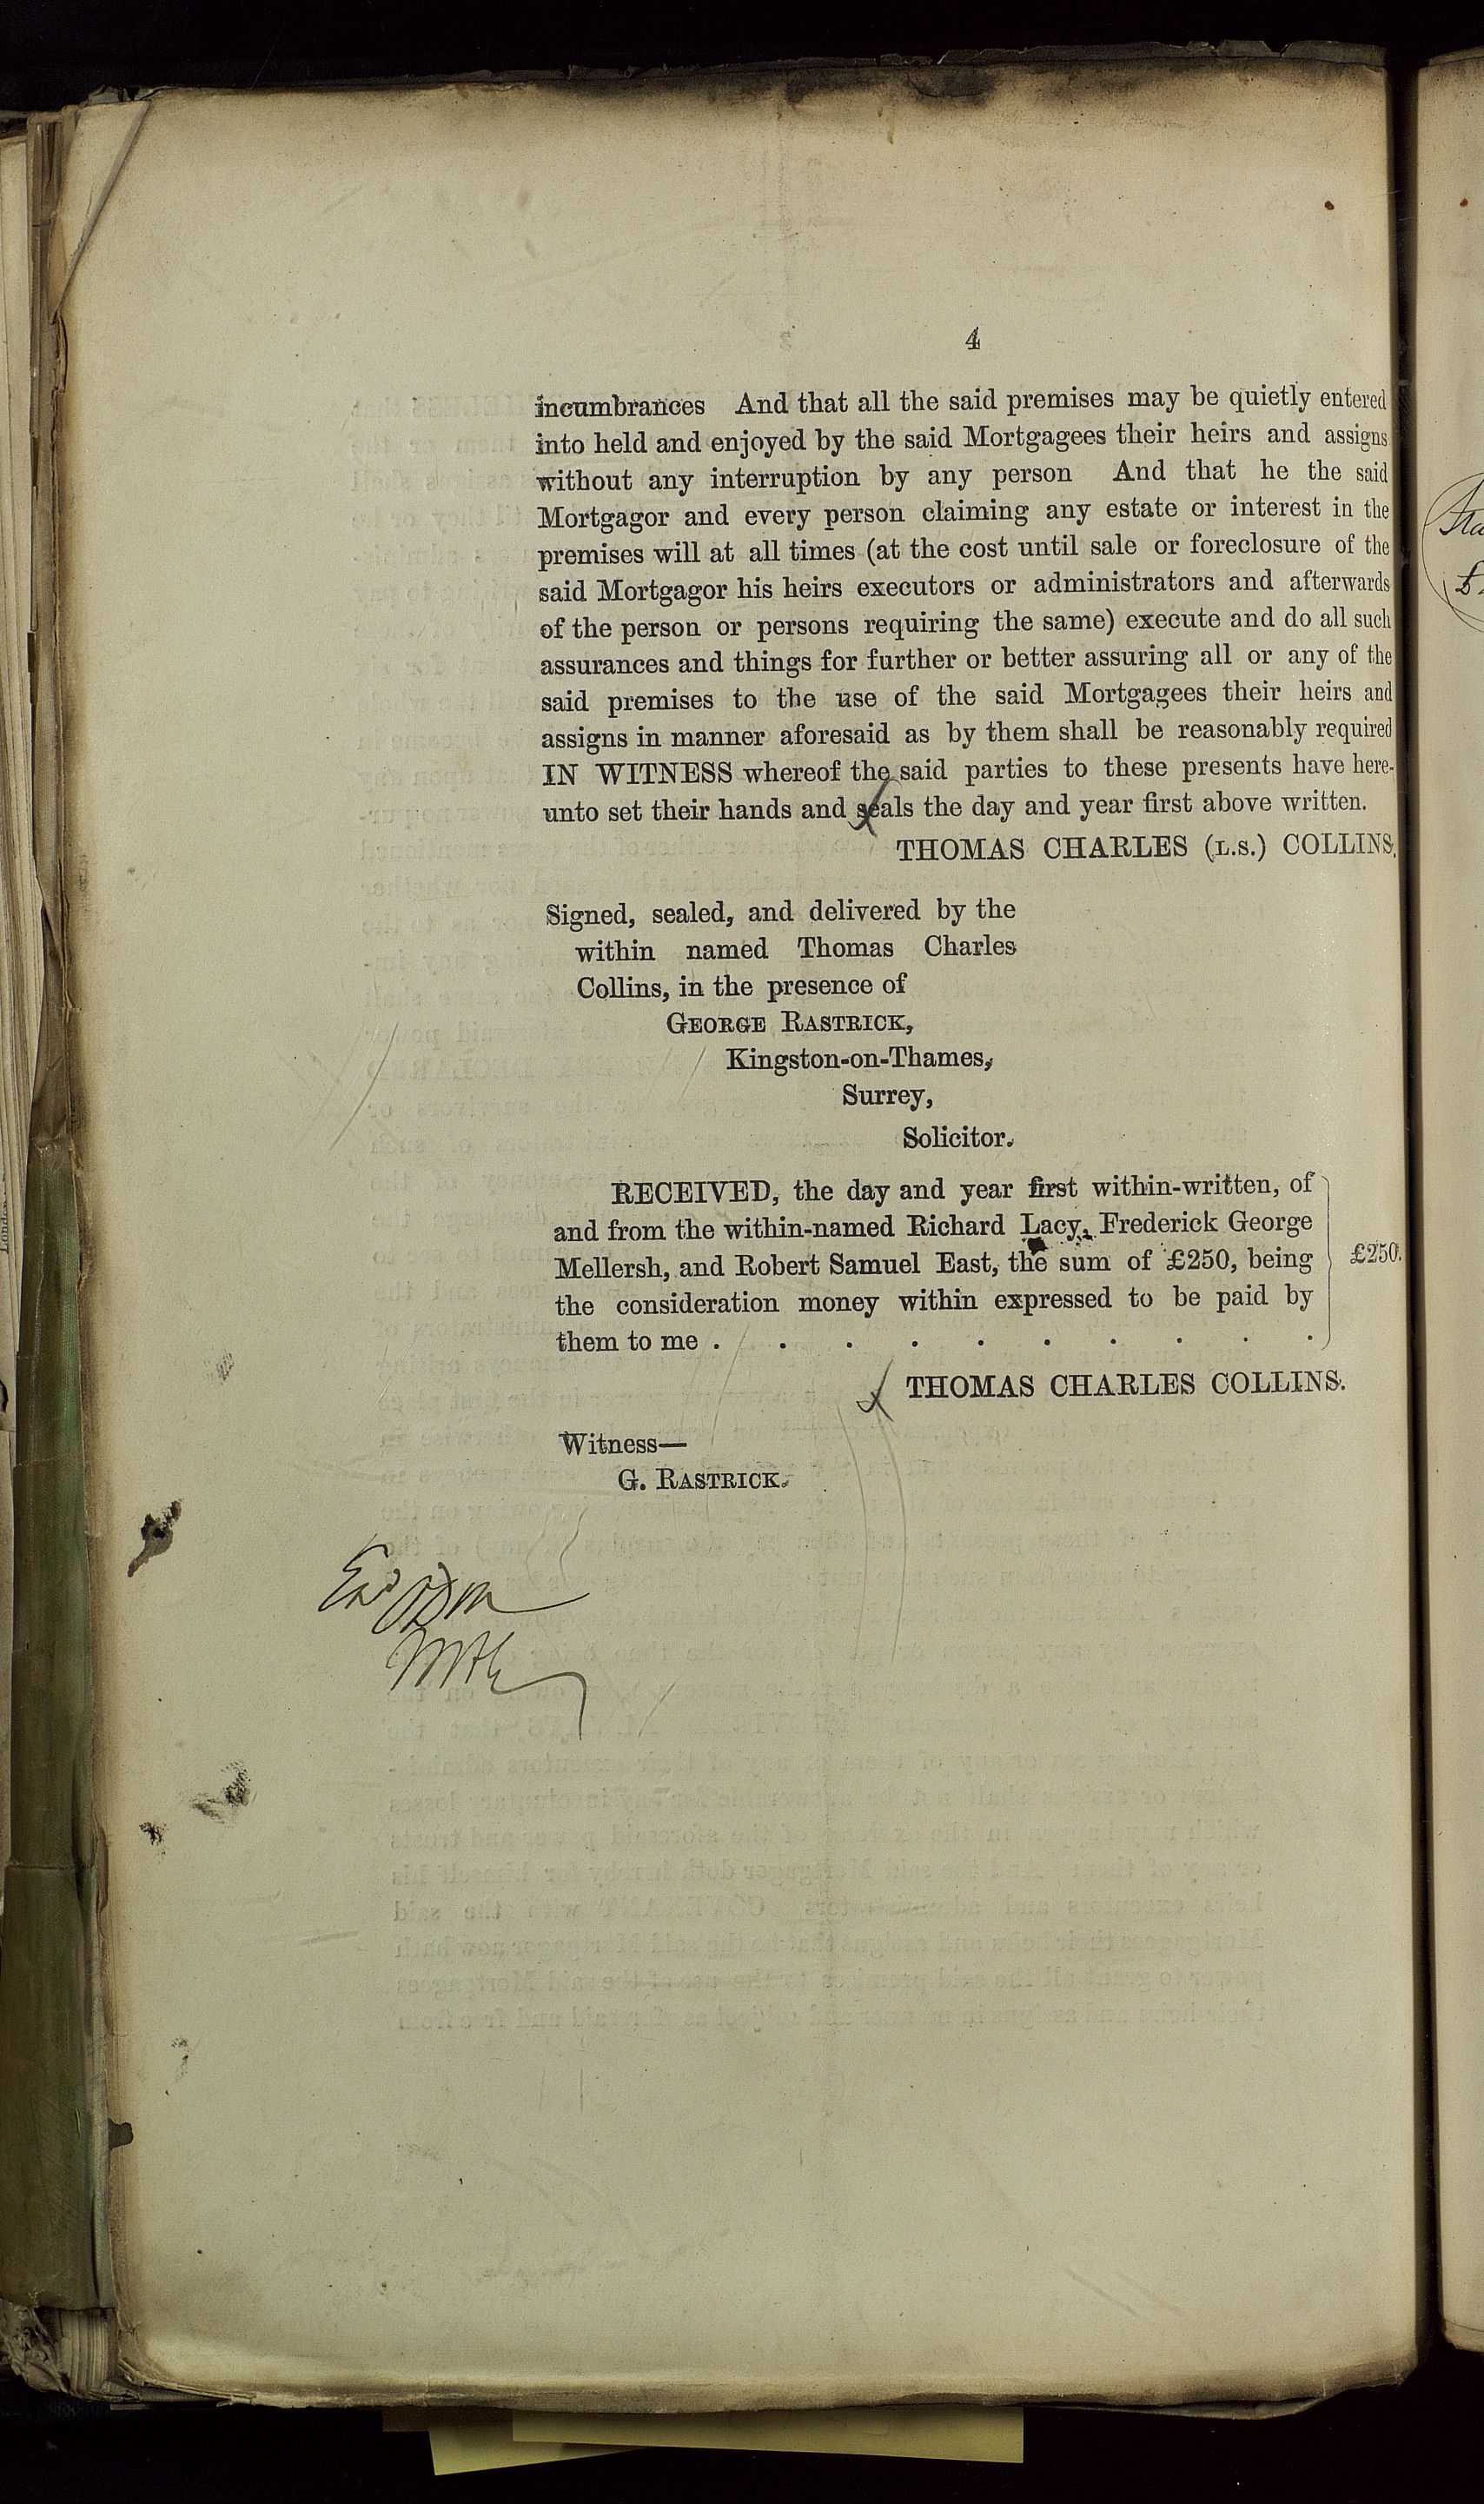 4
incumbrances And that all the said premises may be quietly entered
into held and enjoyed by the said Mortgagees their heirs and assigns
without any interruption by any person And that he the said
Mortgagor and every person claiming any estate or interest in the
premises will at all times (at the cost until sale or foreclosure of the
said Mortgagor his heirs executors or administrators and afterwards
of the person or persons requiring the same) execute and do all such
assurances and things for further or better assuring all or any of the
said premises to the use of the said Mortgagees their heirs and
assigns in manner aforesaid as by them shall be reasonably required
IN WITNESS whereof the said parties to these presents have here-
unto set their hands and seals the day and year first above written.
THOMAS CHARLES (L.S.) COLLINS.
Signed, sealed, and delivered by the
within named Thomas Charles
Collins, in the presence of
GEORGE RASTRICK,
Kingston-on-Thames,
Surrey,
Solicitor.
RECEIVED, the day and year first within-written, of
and from the within-named Richard Lacy, Frederick George
Mellersh, and Robert Samuel East, the sum of £250, being
£250.
the consideration money within expressed to be paid by
them to me . . . . . . . . . .
THOMAS CHARLES COLLINS.
Witness—
G. RASTRICK.